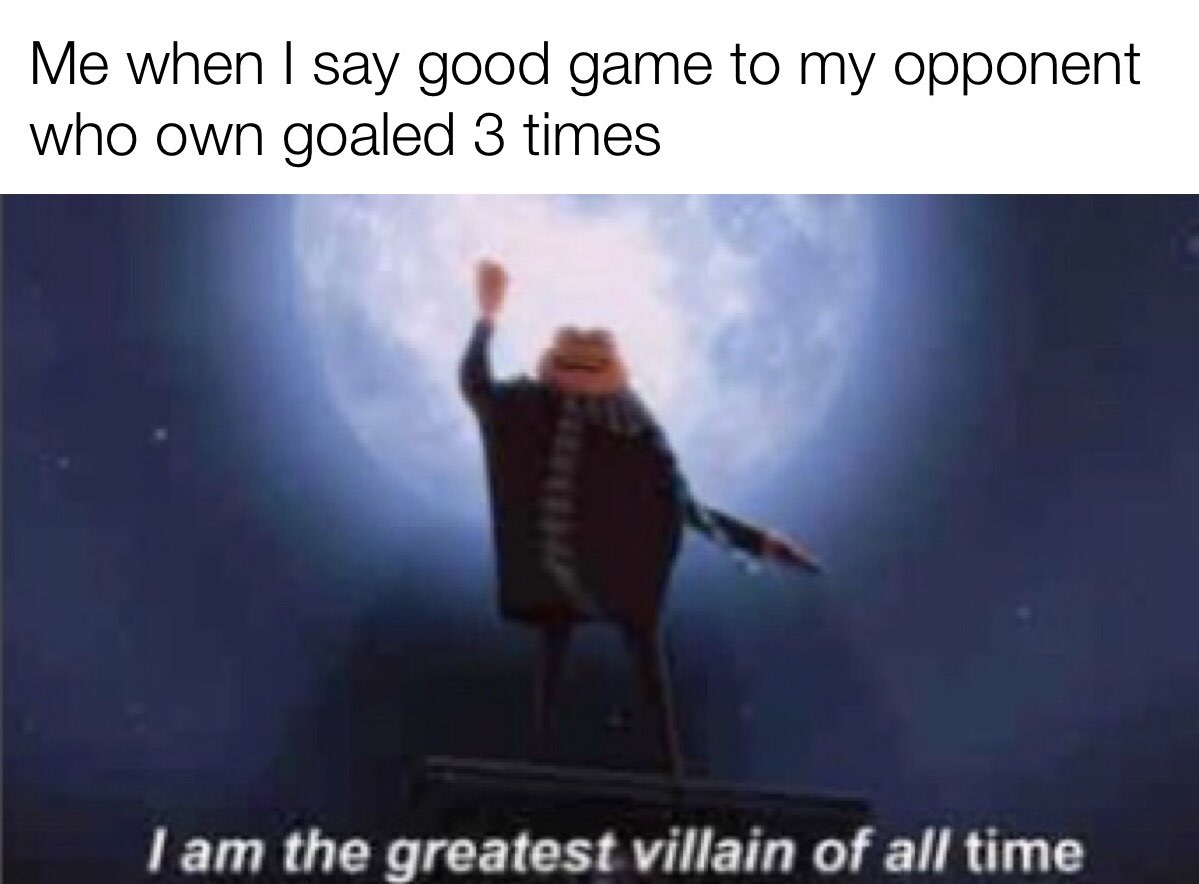 Me when I say good game to my opponent
who own goaled 3 times
I am the greatest villain of all time